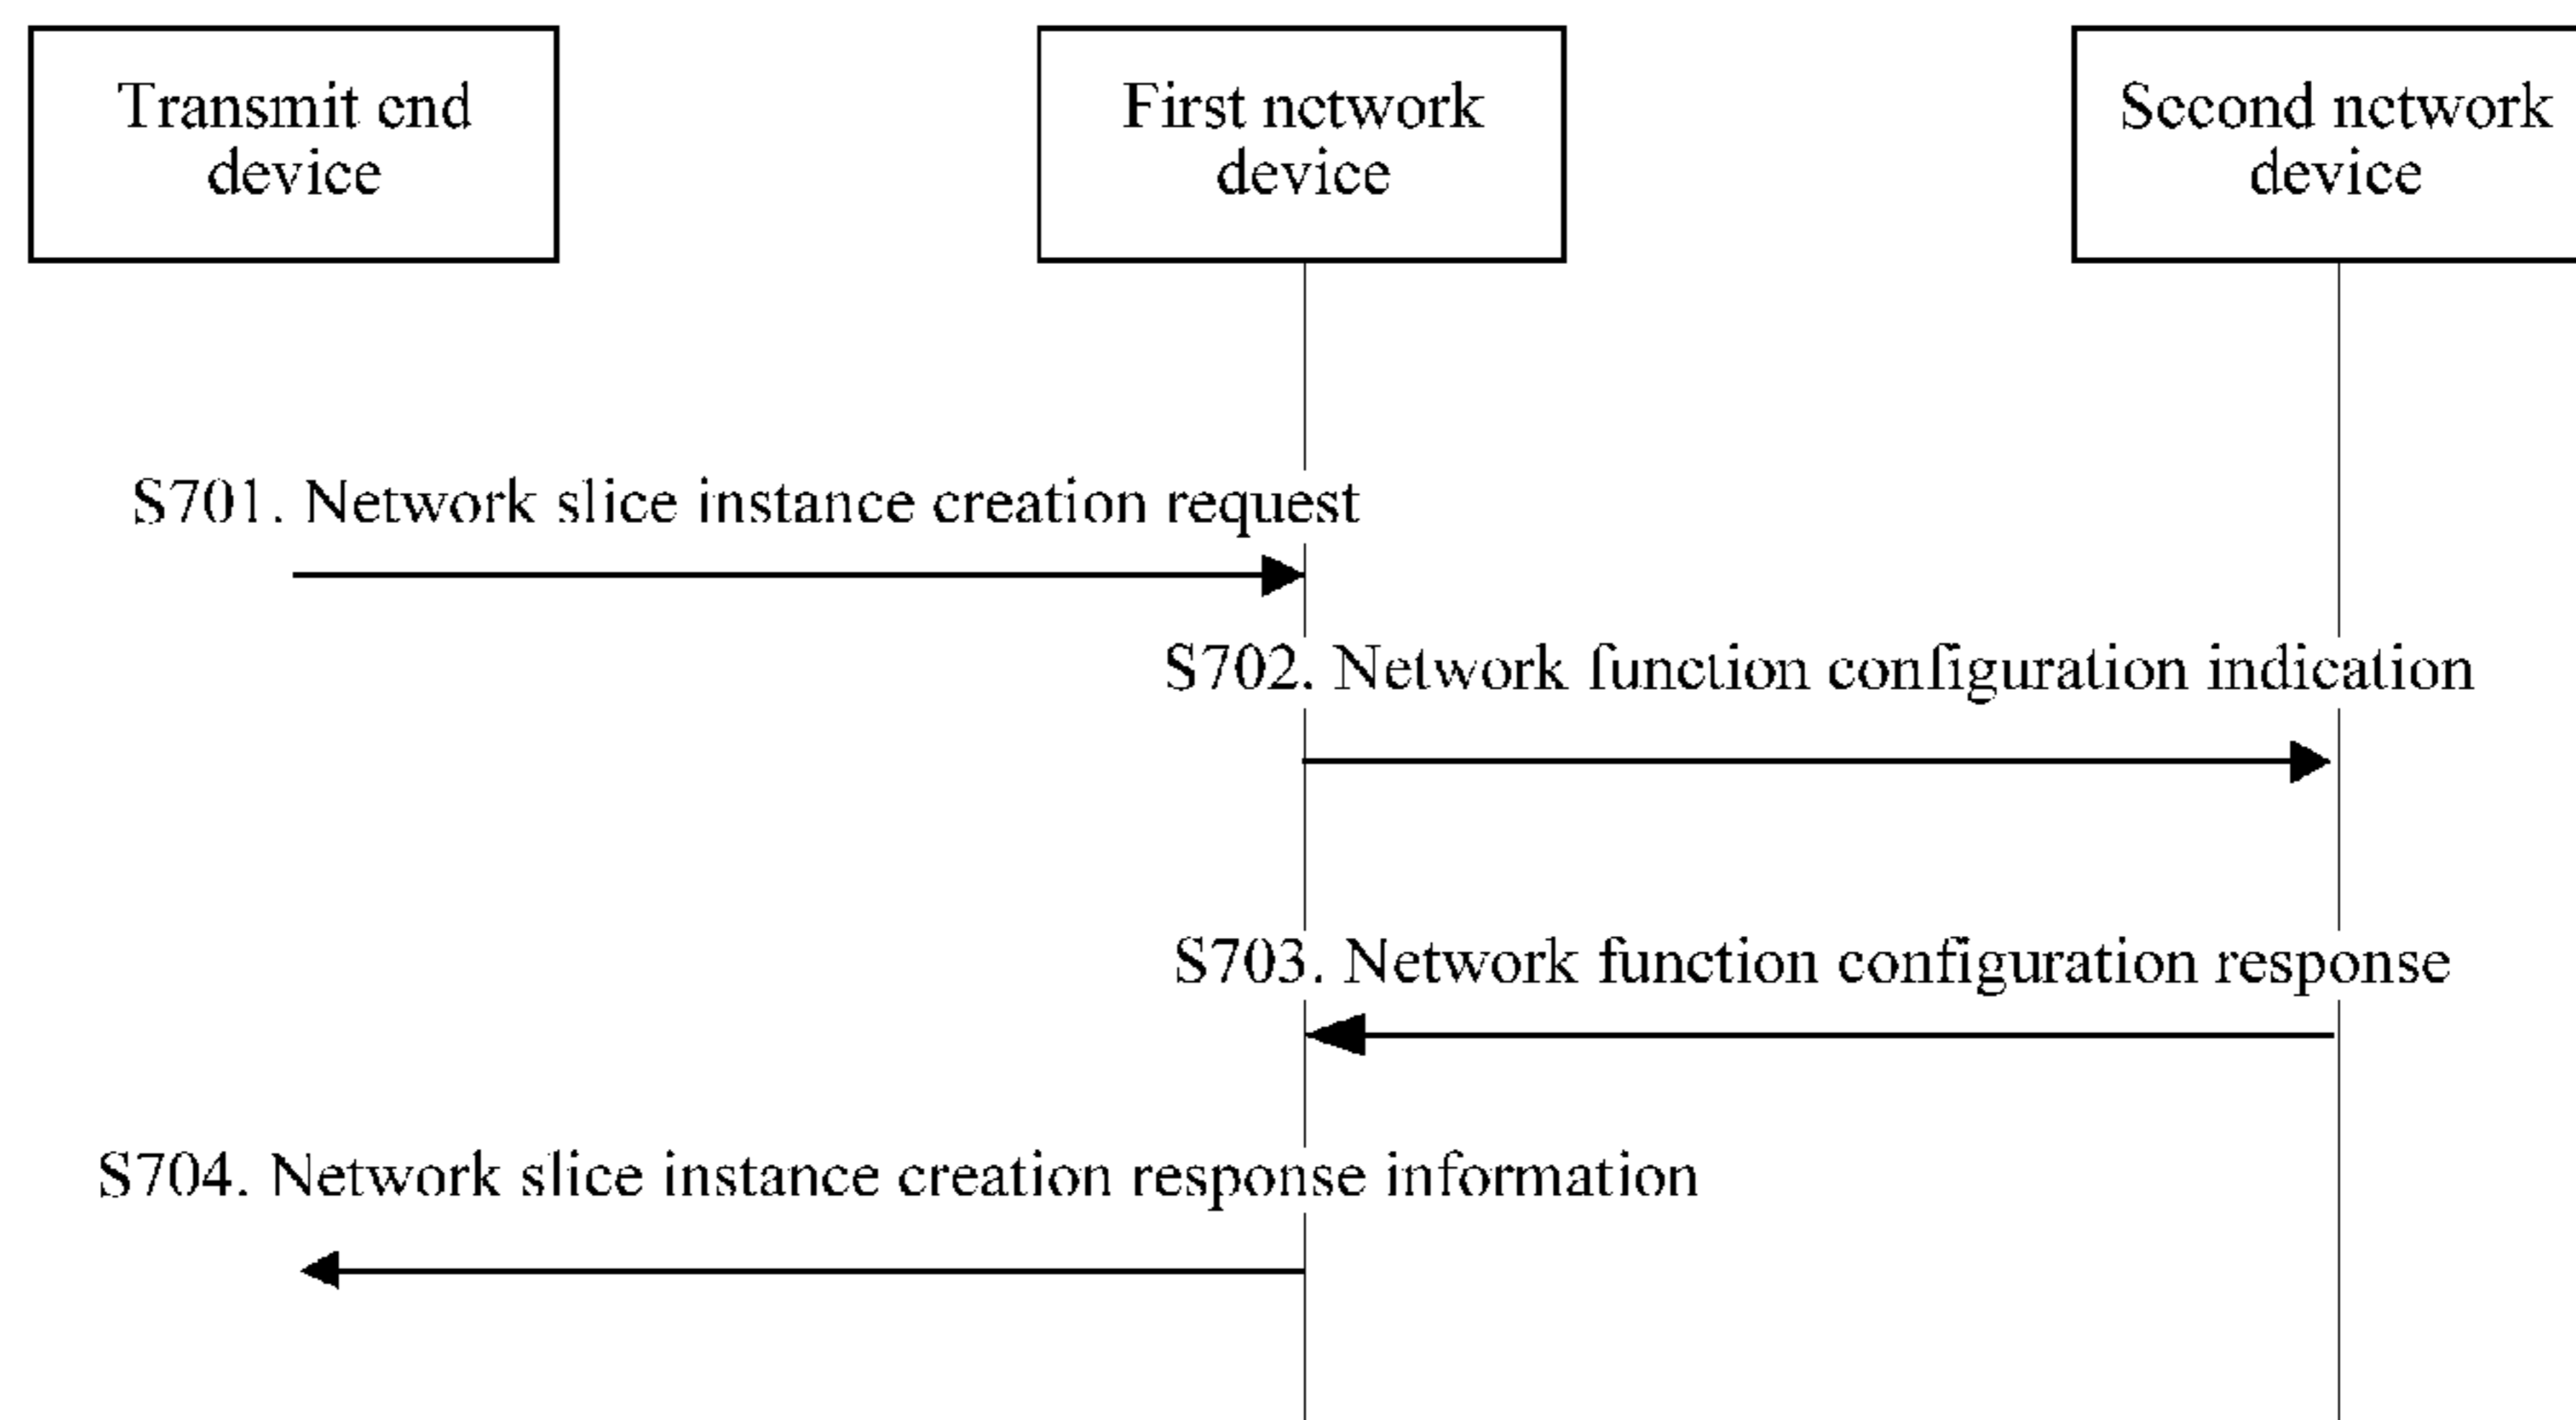 Transmit end
device
First network
device
Second network
device
S701. Network slice instance creation request
S702. Network function configuration indication
S703. Network function configuration response
S704. Network slice instance creation response information